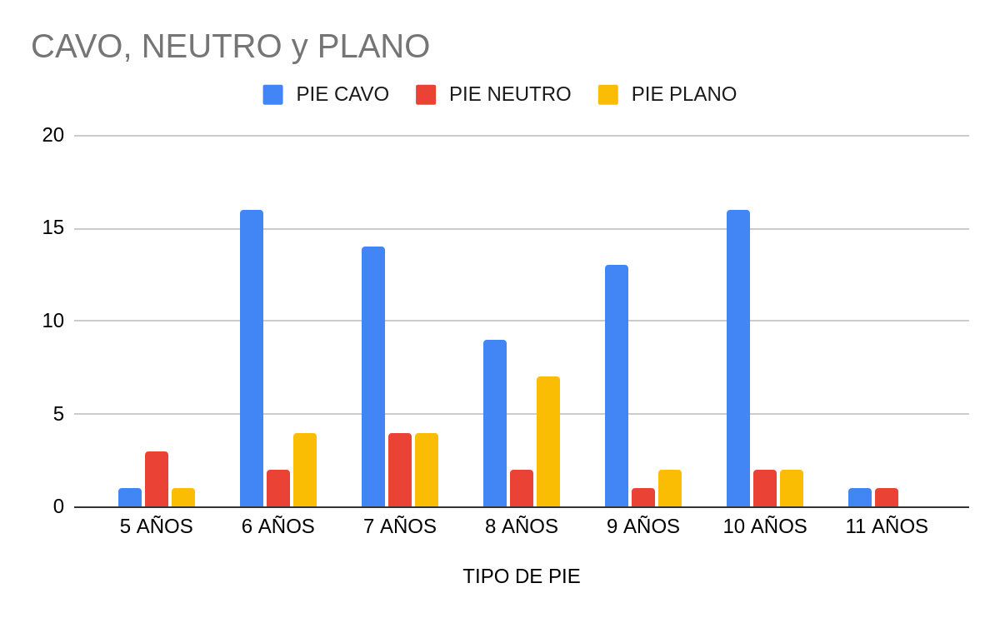 CAVO, NEUTRO y PLANO
PIE CAVO PIE NEUTRO PIE PLANO
20
15
10
5
0
5 AÑOS 6 AÑOS 7 AÑOS 8 AÑOS 9 AÑOS 10 AÑOS 11 AÑOS
TIPO DE PIE